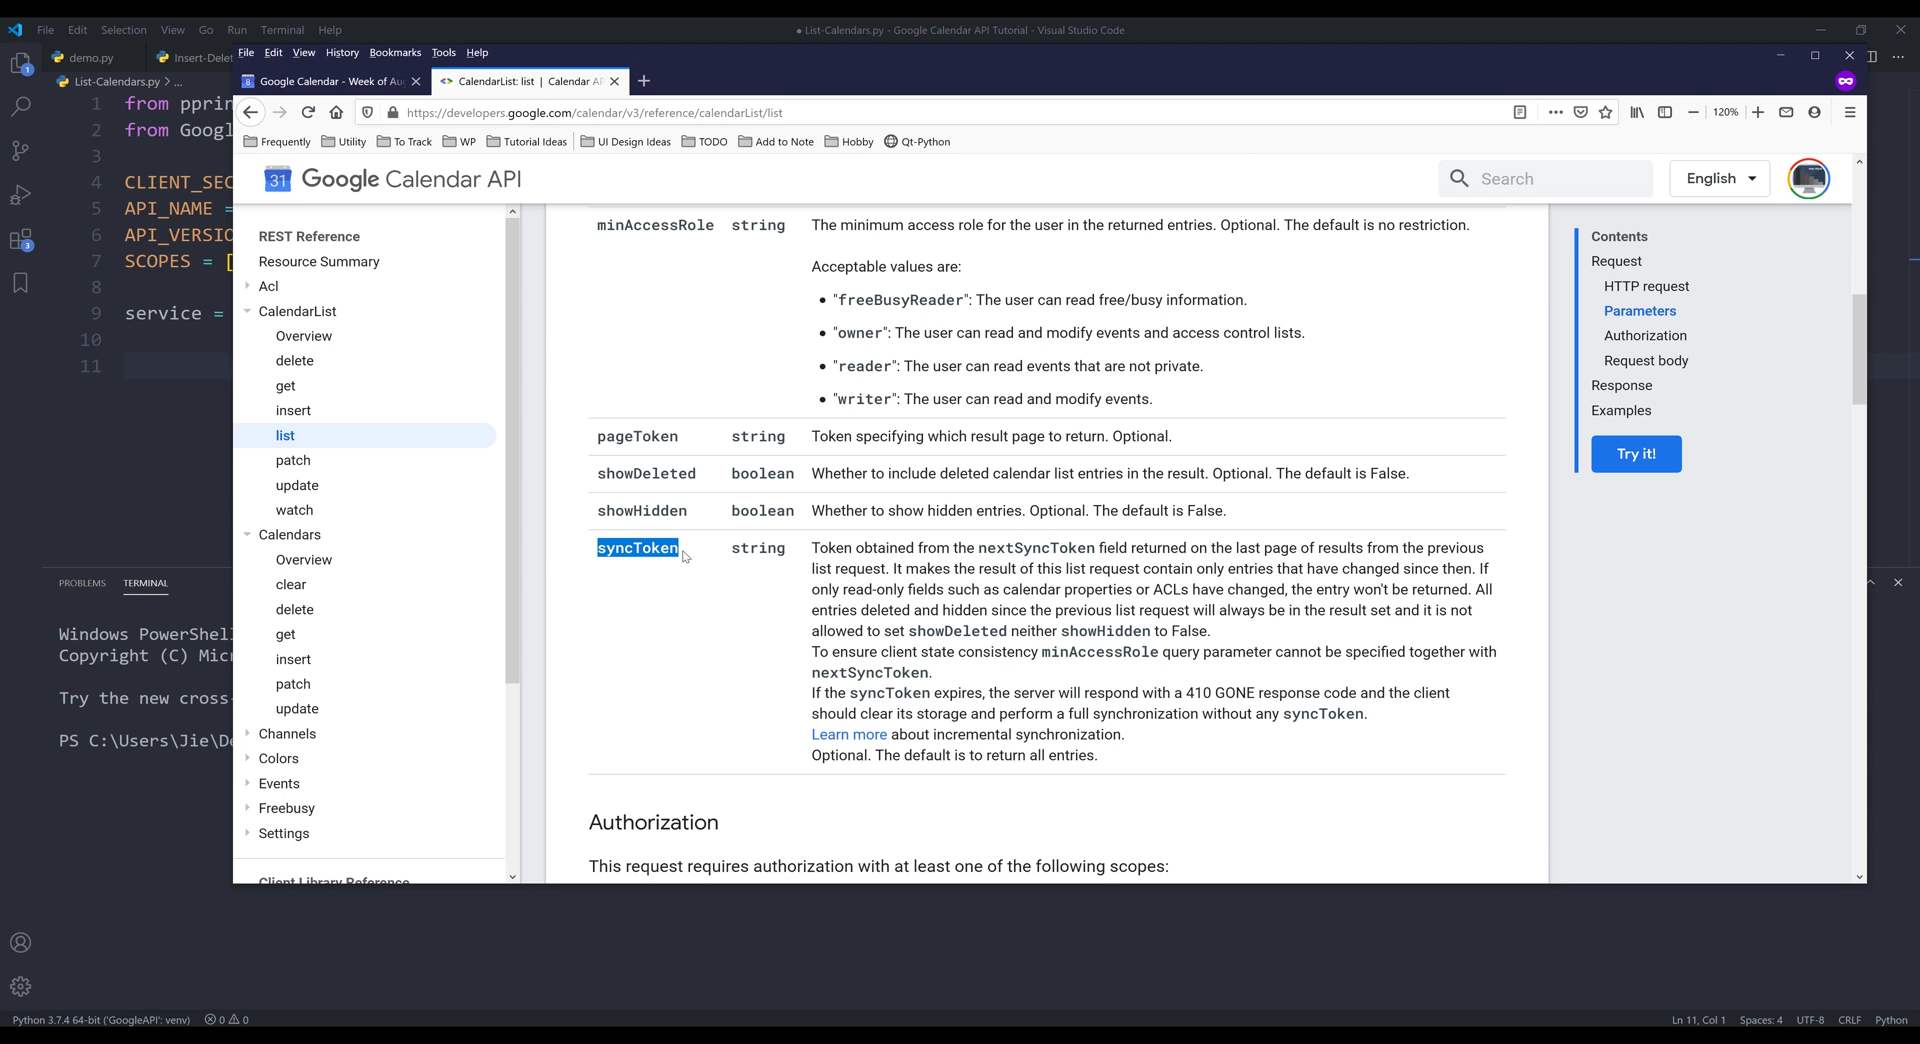 File Edit Selection View Go Run Terminal Help
● List-Calendars.py - Google Calendar API Tutorial - Visual Studio Code
demo.py
Insert-Delet
List-Calendars.py > ...
1 from pprin
2 from Googl
3
4 CLIENT_SEC
5 API_NAME =
6 API_VERSIO
7 SCOPES = [
8
9 service =
10
11
PROBLEMS TERMINAL
Windows PowerShell
Copyright (C) Micr
Try the new cross-
PS C:\Users\Jie\De
File Edit View History Bookmarks Tools Help
8 Google Calendar - Week of Au
CalendarList: list | Calendar AP
https://developers.google.com/calendar/v3/reference/calendarList/list
120%
Frequently Utility To Track WP Tutorial Ideas UI Design Ideas TODO Add to Note Hobby Qt-Python
31 Google Calendar API
Search
English
REST Reference
Resource Summary
Acl
CalendarList
Overview
delete
get
insert
list
patch
update
watch
Calendars
Overview
clear
delete
get
insert
patch
update
Channels
Colors
Events
Freebusy
Settings
Client Library Reference
minAccessRole string The minimum access role for the user in the returned entries. Optional. The default is no restriction.
Acceptable values are:
• "freeBusyReader": The user can read free/busy information.
• "owner": The user can read and modify events and access control lists.
• "reader": The user can read events that are not private.
• "writer": The user can read and modify events.
pageToken string Token specifying which result page to return. Optional.
showDeleted boolean Whether to include deleted calendar list entries in the result. Optional. The default is False.
showHidden boolean Whether to show hidden entries. Optional. The default is False.
syncToken string Token obtained from the nextSyncToken field returned on the last page of results from the previous
list request. It makes the result of this list request contain only entries that have changed since then. If
only read-only fields such as calendar properties or ACLs have changed, the entry won't be returned. All
entries deleted and hidden since the previous list request will always be in the result set and it is not
allowed to set showDeleted neither showHidden to False.
To ensure client state consistency minAccessRole query parameter cannot be specified together with
nextSyncToken.
If the syncToken expires, the server will respond with a 410 GONE response code and the client
should clear its storage and perform a full synchronization without any syncToken.
Learn more about incremental synchronization.
Optional. The default is to return all entries.
Authorization
This request requires authorization with at least one of the following scopes:
Contents
Request
HTTP request
Parameters
Authorization
Request body
Response
Examples
Try it!
1
3
Python 3.7.4 64-bit ('GoogleAPI': venv) 0 0
Ln 11, Col 1 Spaces: 4 UTF-8 CRLF Python